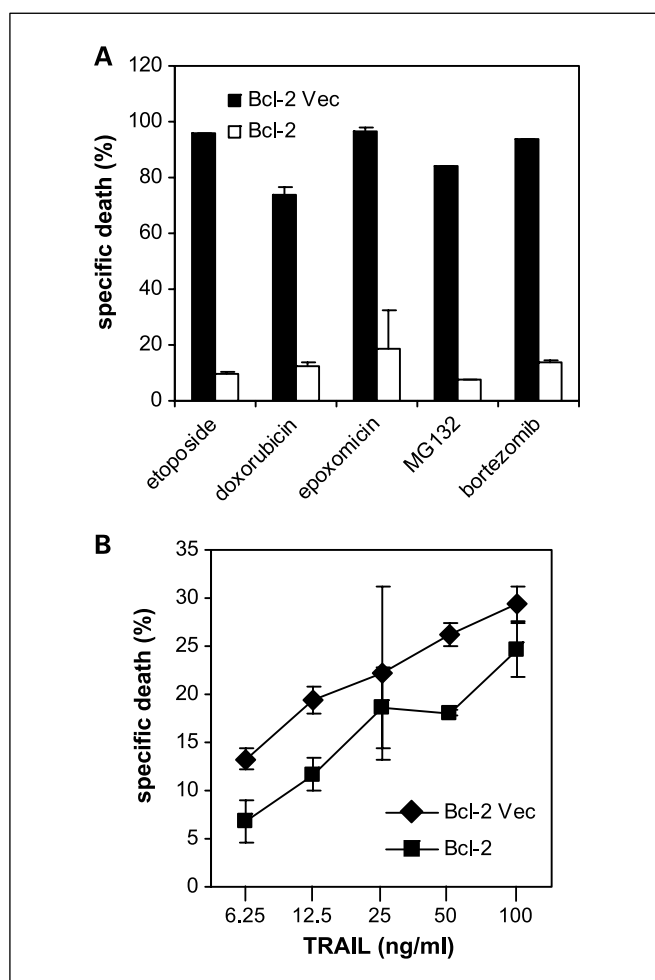 A
120
100
80
60
40
20
0
specific death (%)
Bcl-2 Vec
Bcl-2
etoposide
doxorubicin
epoxomicin
MG132
bortezomib
B
35
30
25
20
15
10
5
0
specific death (%)
Bcl-2 Vec
Bcl-2
6.25 12.5 25 50 100
TRAIL (ng/ml)